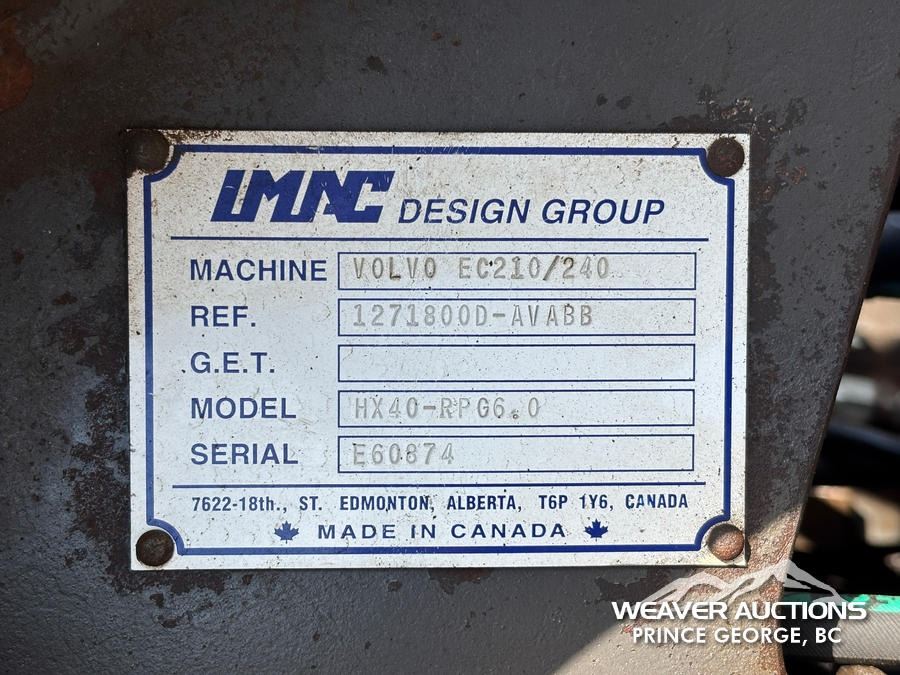 IMAC DESIGN GROUP
MACHINE VOLVO EC210/240
REF. 1271800D-AVABB
G.E.T.
MODEL HX40-RPG6.0
SERIAL E60874
7622-18th., ST. EDMONTON, ALBERTA, T6P 1Y6, CANADA
MADE IN CANADA
WEAVER AUCTIONS
PRINCE GEORGE, BC